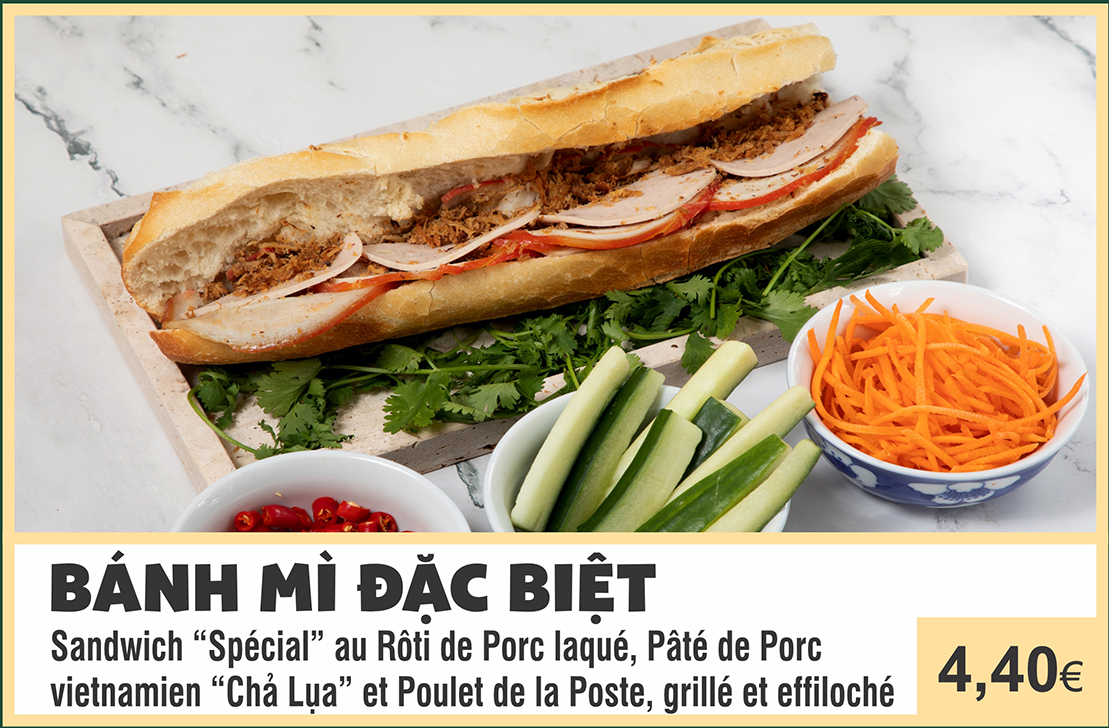 BÁNH MÌ ĐẶC BIỆT
Sandwich “Spécial” au Rôti de Porc laqué, Pâté de Porc
vietnamien “Chả Lụa” et Poulet de la Poste, grillé et effiloché
4,40€